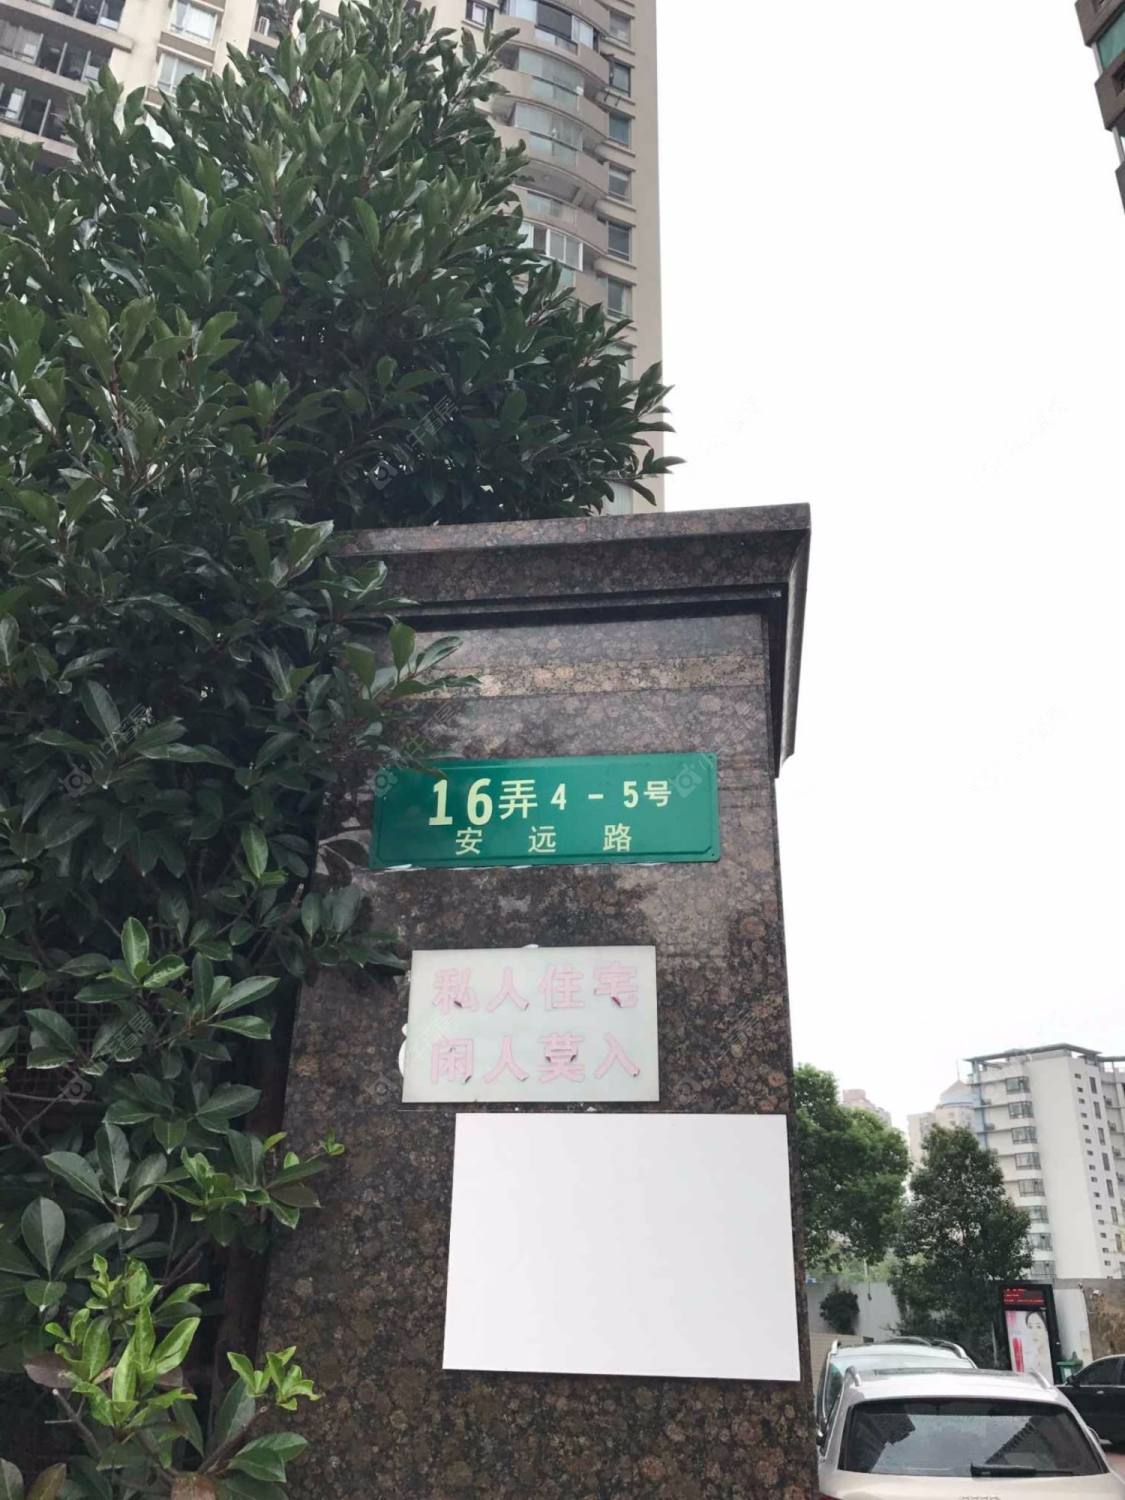 16弄 4 - 5号
安远路
私人住宅
闲人莫入